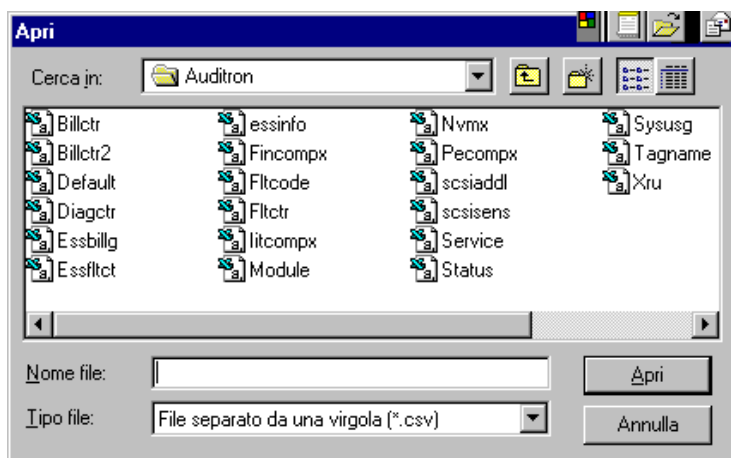 Apri
Cerca in: Auditron
Billctr essinfo Nvmx Sysusg
Billctr2 Fincompx Pecompx Tagname
Default Fltcode scsiaddl Xru
Diagctr Fltctr scsisens
Essbillg Iitcompx Service
Essfltct Module Status
Nome file: Apri
Tipo file: File separato da una virgola (*.csv) Annulla